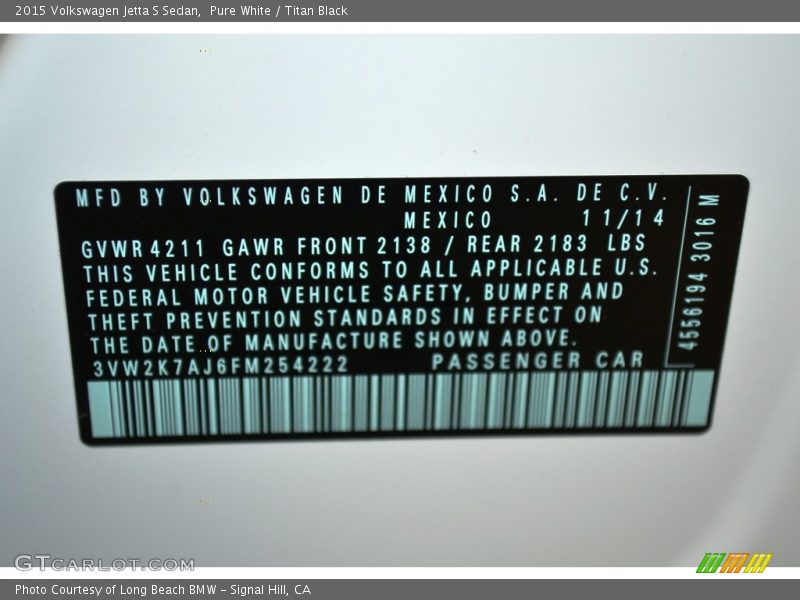 2015 Volkswagen Jetta S Sedan,  Pure White / Titan Black
MFD BY VOLKSWAGEN DE MEXICO S.A. DE C.V.
MEXICO 11/14
GVWR 4211 GAWR FRONT 2138 / REAR 2183 LBS
THIS VEHICLE CONFORMS TO ALL APPLICABLE U.S.
FEDERAL MOTOR VEHICLE SAFETY, BUMPER AND
THEFT PREVENTION STANDARDS IN EFFECT ON
THE DATE OF MANUFACTURE SHOWN ABOVE.
3VW2K7AJ6FM254222 PASSENGER CAR
4556194 3016 M
GTCARLOT.COM
Photo Courtesy of Long Beach BMW - Signal Hill, CA